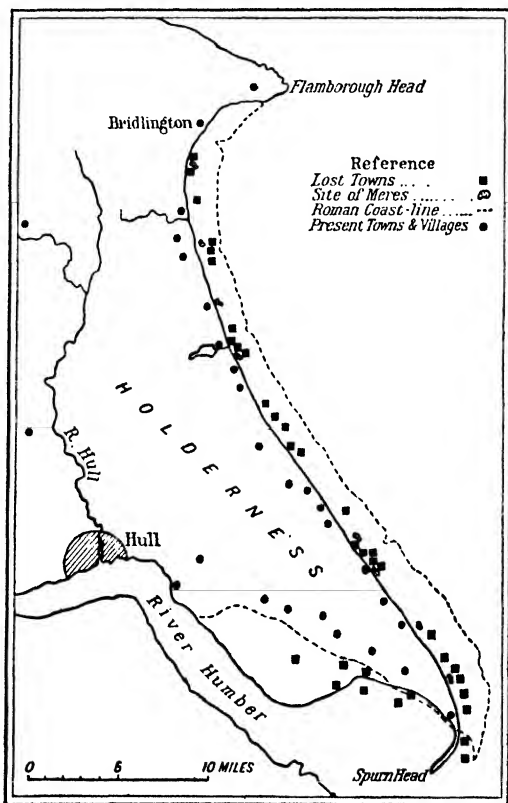 Flamborough Head
Bridlington
Reference
Lost Towns .. . .
Site of Meres ..........
Roman Coast-line ......
Present Towns & Villages
HOLDERNESS
R. Hull
Hull
River Humber
0 6 10 MILES
Spurn Head